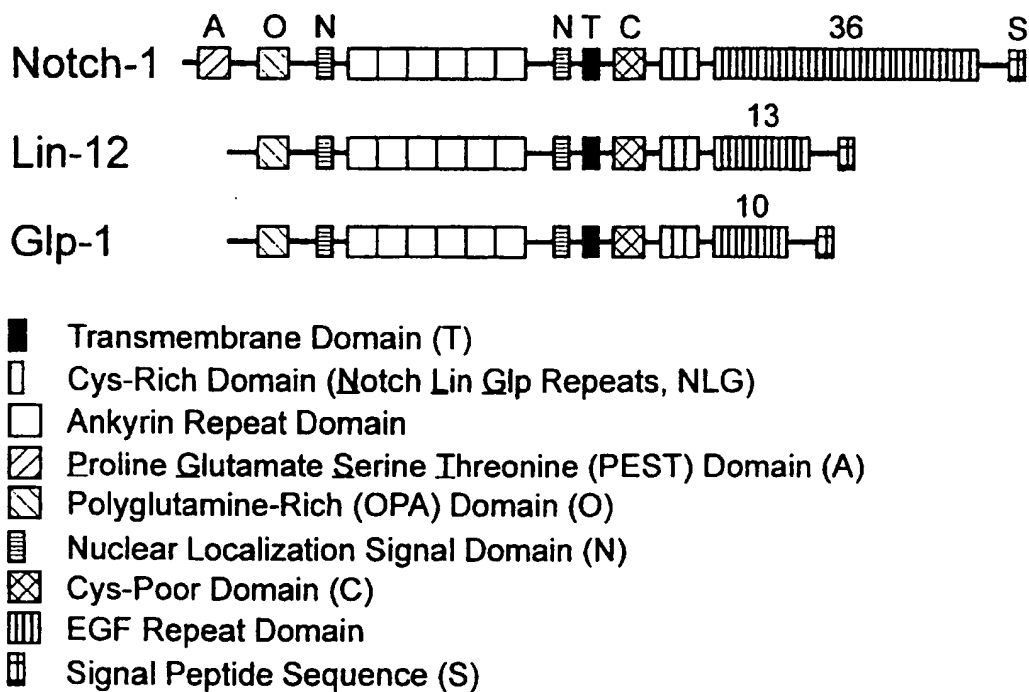 A O N N T C 36 S
Notch-1
13
Lin-12
10
Glp-1
Transmembrane Domain (T)
Cys-Rich Domain (Notch Lin Glp Repeats, NLG)
Ankyrin Repeat Domain
Proline Glutamate Serine Threonine (PEST) Domain (A)
Polyglutamine-Rich (OPA) Domain (O)
Nuclear Localization Signal Domain (N)
Cys-Poor Domain (C)
EGF Repeat Domain
Signal Peptide Sequence (S)